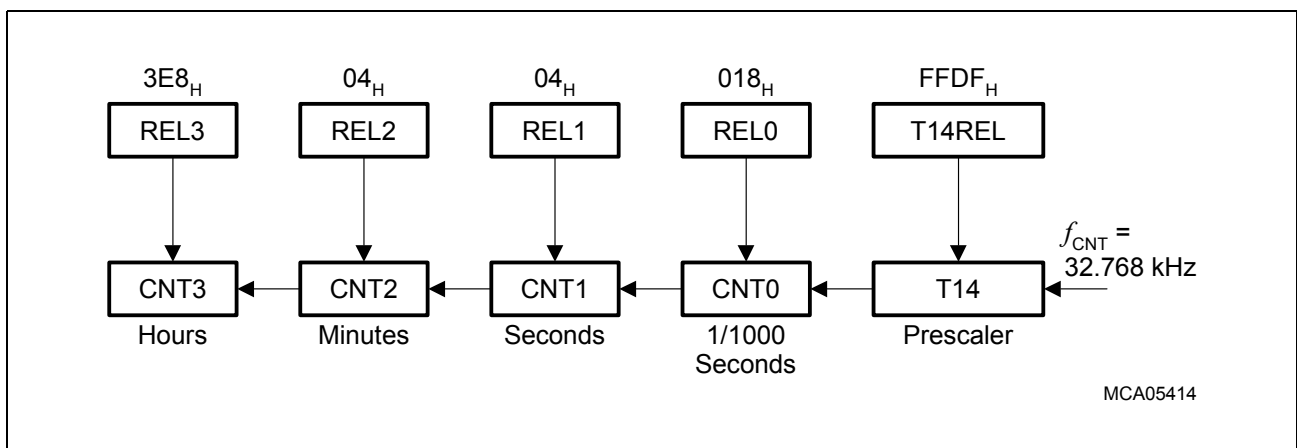 3E8H 04H 04H 018H FFDFH
REL3 REL2 REL1 REL0 T14REL
fCNT =
32.768 kHz
CNT3 CNT2 CNT1 CNT0 T14
Hours Minutes Seconds 1/1000 Prescaler
Seconds
MCA05414